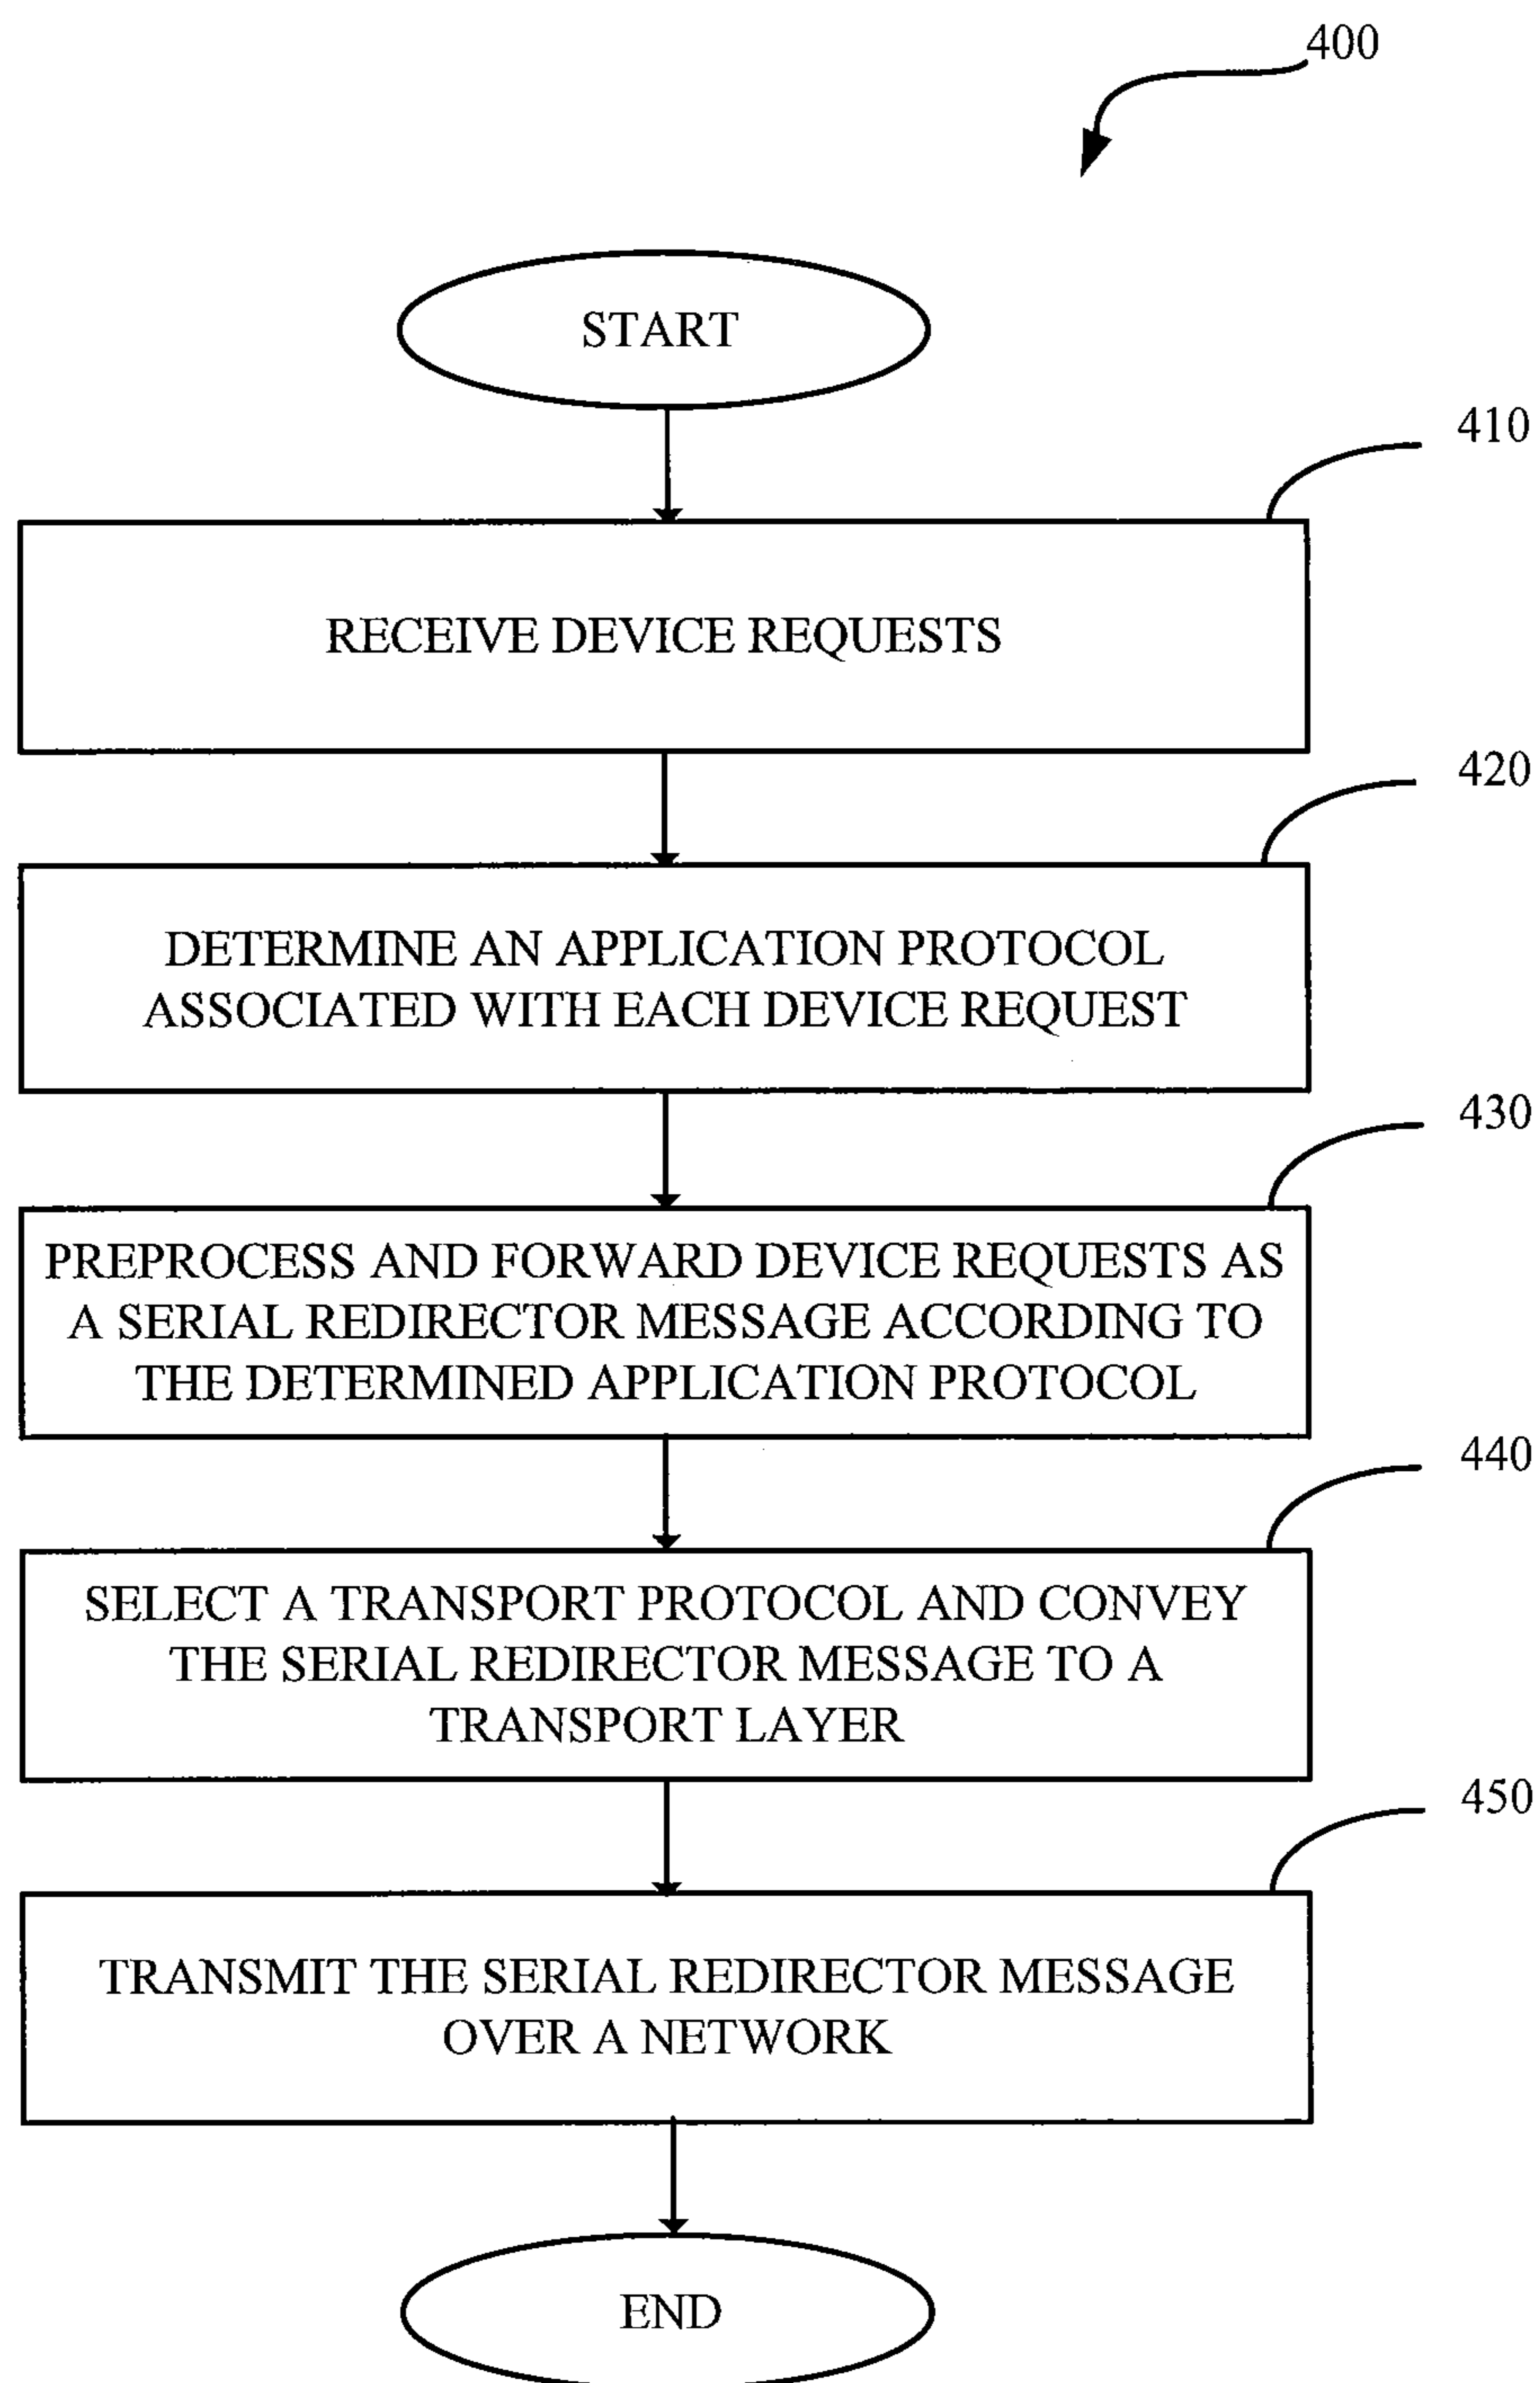 400
START
410
RECEIVE DEVICE REQUESTS
420
DETERMINE AN APPLICATION PROTOCOL
ASSOCIATED WITH EACH DEVICE REQUEST
430
PREPROCESS AND FORWARD DEVICE REQUESTS AS
A SERIAL REDIRECTOR MESSAGE ACCORDING TO
THE DETERMINED APPLICATION PROTOCOL
440
SELECT A TRANSPORT PROTOCOL AND CONVEY
THE SERIAL REDIRECTOR MESSAGE TO A
TRANSPORT LAYER
450
TRANSMIT THE SERIAL REDIRECTOR MESSAGE
OVER A NETWORK
END